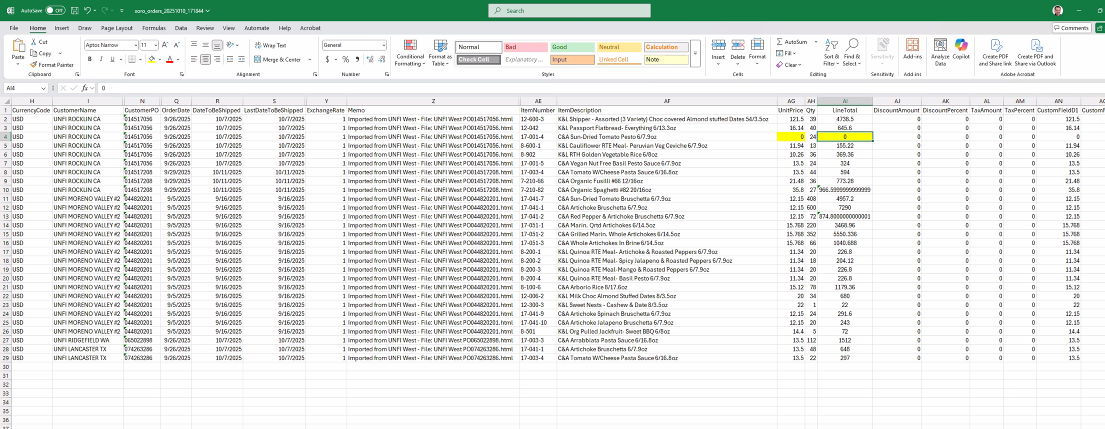 AutoSave Off xoro_orders_20251010_171844 Search
File Home Insert Draw Page Layout Formulas Data Review View Automate Help Acrobat Comments
Paste Cut Copy Format Painter Clipboard
Aptos Narrow 11 B I U Font
Wrap Text Merge & Center Alignment
General $ % Number
Conditional Formatting Format as Table Normal Bad Good Neutral Calculation
Check Cell Explanatory... Input Linked Cell Note Styles
Insert Delete Format Cells
AutoSum Fill Clear Sort & Filter Find & Select Editing
Sensitivity Sensitivity Add-ins Add-ins Analyze Data Copilot
Create PDF and Share link Create PDF and Share via Outlook Adobe Acrobat
AI4 fx 0
H I N Q R S Y Z AE AF AG AH AI AJ AK AL AM AN
1 CurrencyCode CustomerName CustomerPO OrderDate DateToBeShipped LastDateToBeShipped ExchangeRate Memo ItemNumber ItemDescription UnitPrice Qty LineTotal DiscountAmount DiscountPercent TaxAmount TaxPercent CustomFieldD1
2 USD UNFI ROCKLIN CA 014517056 9/26/2025 10/7/2025 10/7/2025 1 Imported from UNFI West - File: UNFI West PO014517056.html 12-600-3 K&L Shipper - Assorted (3 Variety) Choc covered Almond stuffed Dates 54/3.5oz 121.5 39 4738.5 0 0 0 0 121.5
3 USD UNFI ROCKLIN CA 014517056 9/26/2025 10/7/2025 10/7/2025 1 Imported from UNFI West - File: UNFI West PO014517056.html 12-042 K&L Passport Flatbread- Everything 6/13.3oz 16.14 40 645.6 0 0 0 0 16.14
4 USD UNFI ROCKLIN CA 014517056 9/26/2025 10/7/2025 10/7/2025 1 Imported from UNFI West - File: UNFI West PO014517056.html 17-001-4 C&A Sun-Dried Tomato Pesto 6/7.9oz 0 24 0 0 0 0 0 0
5 USD UNFI ROCKLIN CA 014517056 9/26/2025 10/7/2025 10/7/2025 1 Imported from UNFI West - File: UNFI West PO014517056.html 8-600-1 K&L Cauliflower RTE Meal- Peruvian Veg Ceviche 6/7.9oz 11.94 13 155.22 0 0 0 0 11.94
6 USD UNFI ROCKLIN CA 014517056 9/26/2025 10/7/2025 10/7/2025 1 Imported from UNFI West - File: UNFI West PO014517056.html 8-902 K&L RTH Golden Vegetable Rice 6/8oz 10.26 36 369.36 0 0 0 0 10.26
7 USD UNFI ROCKLIN CA 014517056 9/26/2025 10/7/2025 10/7/2025 1 Imported from UNFI West - File: UNFI West PO014517056.html 17-001-5 C&A Vegan Nut Free Basil Pesto Sauce 6/7.9oz 13.5 24 324 0 0 0 0 13.5
8 USD UNFI ROCKLIN CA 014517208 9/29/2025 10/11/2025 10/11/2025 1 Imported from UNFI West - File: UNFI West PO014517208.html 17-003-4 C&A Tomato W/Cheese Pasta Sauce 6/16.8oz 13.5 44 594 0 0 0 0 13.5
9 USD UNFI ROCKLIN CA 014517208 9/29/2025 10/11/2025 10/11/2025 1 Imported from UNFI West - File: UNFI West PO014517208.html 7-210-66 C&A Organic Fusilli #66 12/16oz 21.48 36 773.28 0 0 0 0 21.48
10 USD UNFI ROCKLIN CA 014517208 9/29/2025 10/11/2025 10/11/2025 1 Imported from UNFI West - File: UNFI West PO014517208.html 7-210-82 C&A Organic Spaghetti #82 20/16oz 35.8 27 0 0 0 0 35.8
11 USD UNFI MORENO VALLEY #2 044820201 9/5/2025 9/16/2025 9/16/2025 1 Imported from UNFI West - File: UNFI West PO044820201.html 17-041-7 C&A Sun-Dried Tomato Bruschetta 6/7.9oz 12.15 408 4957.2 0 0 0 0 12.15
12 USD UNFI MORENO VALLEY #2 044820201 9/5/2025 9/16/2025 9/16/2025 1 Imported from UNFI West - File: UNFI West PO044820201.html 17-041-1 C&A Artichoke Bruschetta 6/7.9oz 12.15 600 7290 0 0 0 0 12.15
13 USD UNFI MORENO VALLEY #2 044820201 9/5/2025 9/16/2025 9/16/2025 1 Imported from UNFI West - File: UNFI West PO044820201.html 17-041-2 C&A Red Pepper & Artichoke Bruschetta 6/7.9oz 12.15 72 0 0 0 0 12.15
14 USD UNFI MORENO VALLEY #2 044820201 9/5/2025 9/16/2025 9/16/2025 1 Imported from UNFI West - File: UNFI West PO044820201.html 17-051-1 C&A Marin. Qrtd Artichokes 6/14.5oz 15.768 220 3468.96 0 0 0 0 15.768
15 USD UNFI MORENO VALLEY #2 044820201 9/5/2025 9/16/2025 9/16/2025 1 Imported from UNFI West - File: UNFI West PO044820201.html 17-051-2 C&A Grilled Marin. Whole Artichokes 6/14.5oz 15.768 352 5550.336 0 0 0 0 15.768
16 USD UNFI MORENO VALLEY #2 044820201 9/5/2025 9/16/2025 9/16/2025 1 Imported from UNFI West - File: UNFI West PO044820201.html 17-051-3 C&A Whole Artichokes In Brine 6/14.5oz 15.768 66 1040.688 0 0 0 0 15.768
17 USD UNFI MORENO VALLEY #2 044820201 9/5/2025 9/16/2025 9/16/2025 1 Imported from UNFI West - File: UNFI West PO044820201.html 8-200-1 K&L Quinoa RTE Meal- Artichoke & Roasted Peppers 6/7.9oz 11.34 20 226.8 0 0 0 0 11.34
18 USD UNFI MORENO VALLEY #2 044820201 9/5/2025 9/16/2025 9/16/2025 1 Imported from UNFI West - File: UNFI West PO044820201.html 8-200-2 K&L Quinoa RTE Meal - Spicy Jalapeno & Roasted Peppers 6/7.9oz 11.34 18 204.12 0 0 0 0 11.34
19 USD UNFI MORENO VALLEY #2 044820201 9/5/2025 9/16/2025 9/16/2025 1 Imported from UNFI West - File: UNFI West PO044820201.html 8-200-3 K&L Quinoa RTE Meal-Mango & Roasted Peppers 6/7.9oz 11.34 20 226.8 0 0 0 0 11.34
20 USD UNFI MORENO VALLEY #2 044820201 9/5/2025 9/16/2025 9/16/2025 1 Imported from UNFI West - File: UNFI West PO044820201.html 8-200-4 K&L Quinoa RTE Meal- Basil Pesto 6/7.9oz 11.34 20 226.8 0 0 0 0 11.34
21 USD UNFI MORENO VALLEY #2 044820201 9/5/2025 9/16/2025 9/16/2025 1 Imported from UNFI West - File: UNFI West PO044820201.html 8-100-6 C&A Arborio Rice 8/17.6oz 15.12 78 1179.36 0 0 0 0 15.12
22 USD UNFI MORENO VALLEY #2 044820201 9/5/2025 9/16/2025 9/16/2025 1 Imported from UNFI West - File: UNFI West PO044820201.html 12-006-2 K&L Milk Choc Almond Stuffed Dates 8/3.5oz 20 34 680 0 0 0 0 20
23 USD UNFI MORENO VALLEY #2 044820201 9/5/2025 9/16/2025 9/16/2025 1 Imported from UNFI West - File: UNFI West PO044820201.html 12-300-3 K&L Sweet Nests - Cashew & Date 8/3.5oz 22 1 22 0 0 0 0 22
24 USD UNFI MORENO VALLEY #2 044820201 9/5/2025 9/16/2025 9/16/2025 1 Imported from UNFI West - File: UNFI West PO044820201.html 17-041-9 C&A Artichoke Spinach Bruschetta 6/7.9oz 12.15 24 291.6 0 0 0 0 12.15
25 USD UNFI MORENO VALLEY #2 044820201 9/5/2025 9/16/2025 9/16/2025 1 Imported from UNFI West - File: UNFI West PO044820201.html 17-041-10 C&A Artichoke Jalapeno Bruschetta 6/7.9oz 12.15 20 243 0 0 0 0 12.15
26 USD UNFI MORENO VALLEY #2 044820201 9/5/2025 9/16/2025 9/16/2025 1 Imported from UNFI West - File: UNFI West PO044820201.html 8-501 K&L Org Pulled Jackfruit- Sweet BBQ 6/8oz 14.4 5 72 0 0 0 0 14.4
27 USD UNFI RIDGEFIELD WA 065022898 9/26/2025 10/7/2025 10/7/2025 1 Imported from UNFI West - File: UNFI West PO065022898.html 17-003-3 C&A Arrabbiata Pasta Sauce 6/16.8oz 13.5 112 1512 0 0 0 0 13.5
28 USD UNFI LANCASTER TX 074263286 9/26/2025 10/7/2025 10/7/2025 1 Imported from UNFI West - File: UNFI West PO074263286.html 17-041-1 C&A Artichoke Bruschetta 6/7.9oz 13.5 48 648 0 0 0 0 13.5
29 USD UNFI LANCASTER TX 074263286 9/26/2025 10/7/2025 10/7/2025 1 Imported from UNFI West - File: UNFI West PO074263286.html 17-003-4 C&A Tomato W/Cheese Pasta Sauce 6/16.8oz 13.5 22 297 0 0 0 0 13.5
30
31
32
33
34
35
36